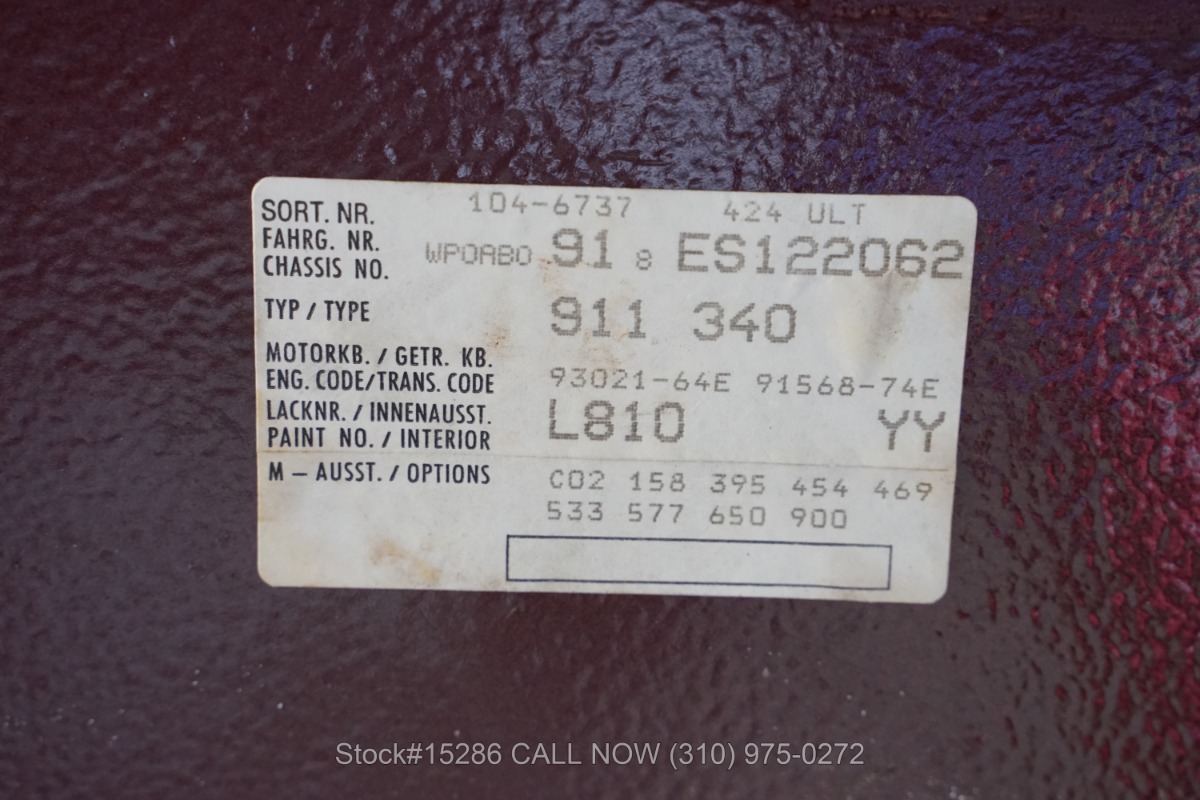 SORT. NR. 104-6737 424 ULT
FAHRG. NR.
CHASSIS NO. WP0AB0 91 8 ES122062
TYP / TYPE 911 340
MOTORKB. / GETR. KB.
ENG. CODE/TRANS. CODE 93021-64E 91568-74E
LACKNR. / INNENAUSST. L810 YY
PAINT NO. / INTERIOR
M – AUSST. / OPTIONS C02 158 395 454 469
533 577 650 900
Stock#15286 CALL NOW (310) 975-0272